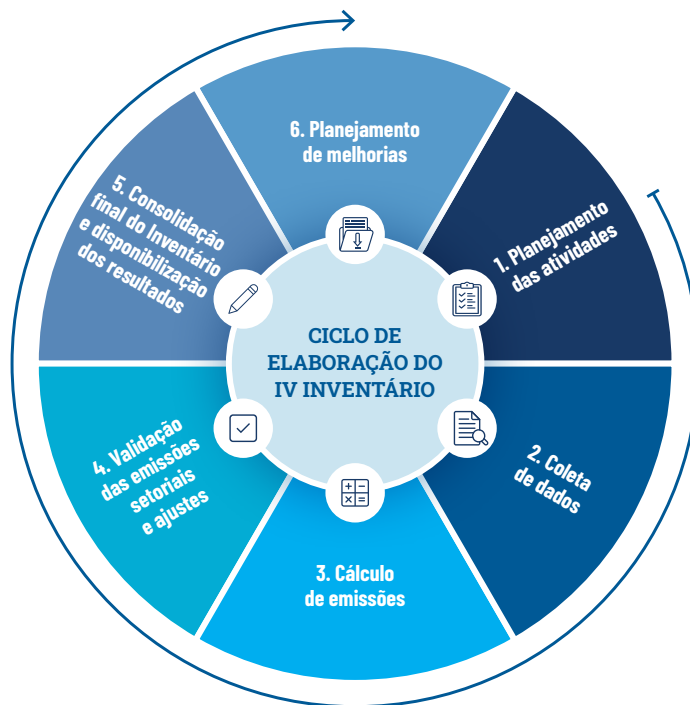 CICLO DE
ELABORAÇÃO DO
IV INVENTÁRIO
1. Planejamento
das atividades
2. Coleta
de dados
3. Cálculo
de emissões
4. Validação
das emissões
setoriais
e ajustes
5. Consolidação
final do Inventário
e disponibilização
dos resultados
6. Planejamento
de melhorias